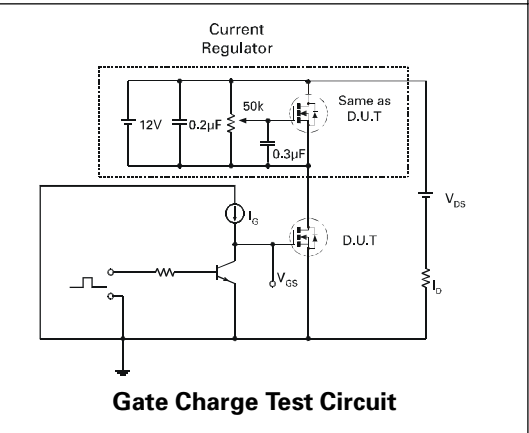 Current
Regulator
50k
Same as
D.U.T
12V
0.2µF
0.3µF
V_DS
I_G
D.U.T
V_GS
I_D
Gate Charge Test Circuit